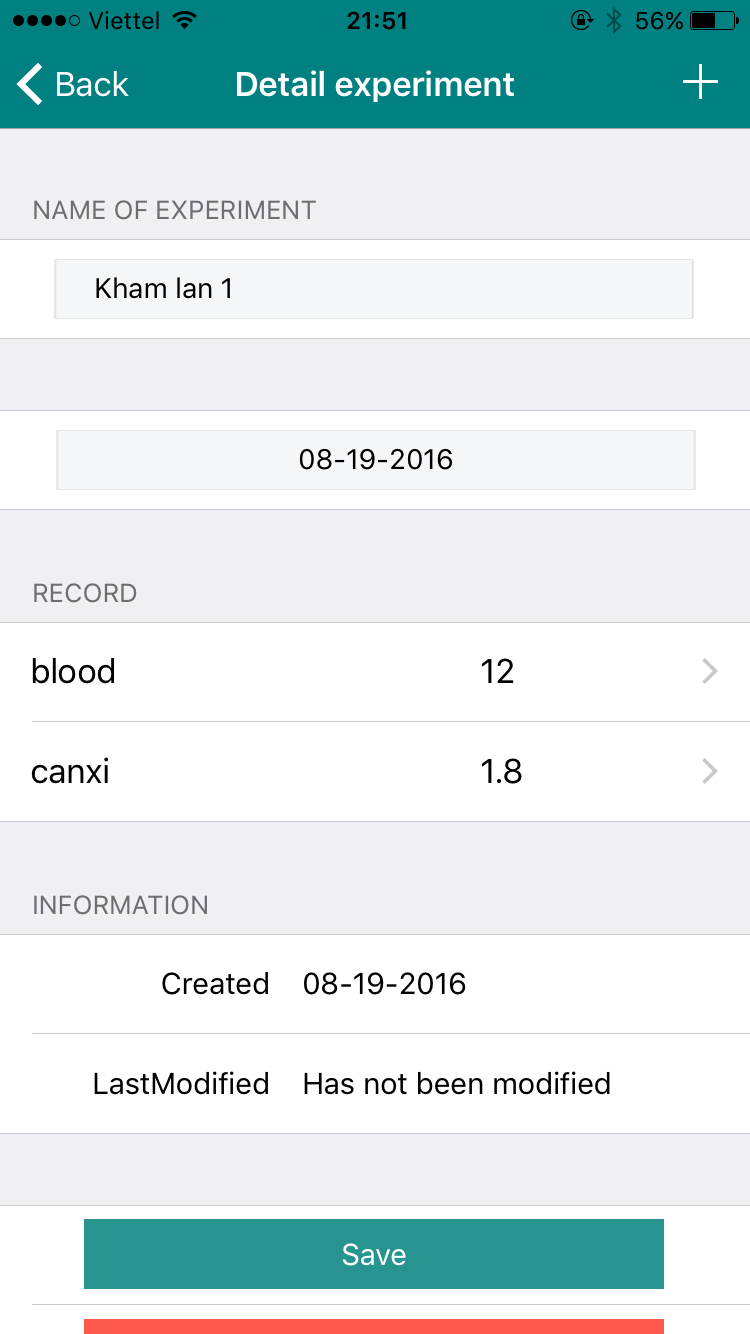 Viettel 21:51 56%
Back Detail experiment
NAME OF EXPERIMENT
Kham lan 1
08-19-2016
RECORD
blood 12
canxi 1.8
INFORMATION
Created 08-19-2016
LastModified Has not been modified
Save